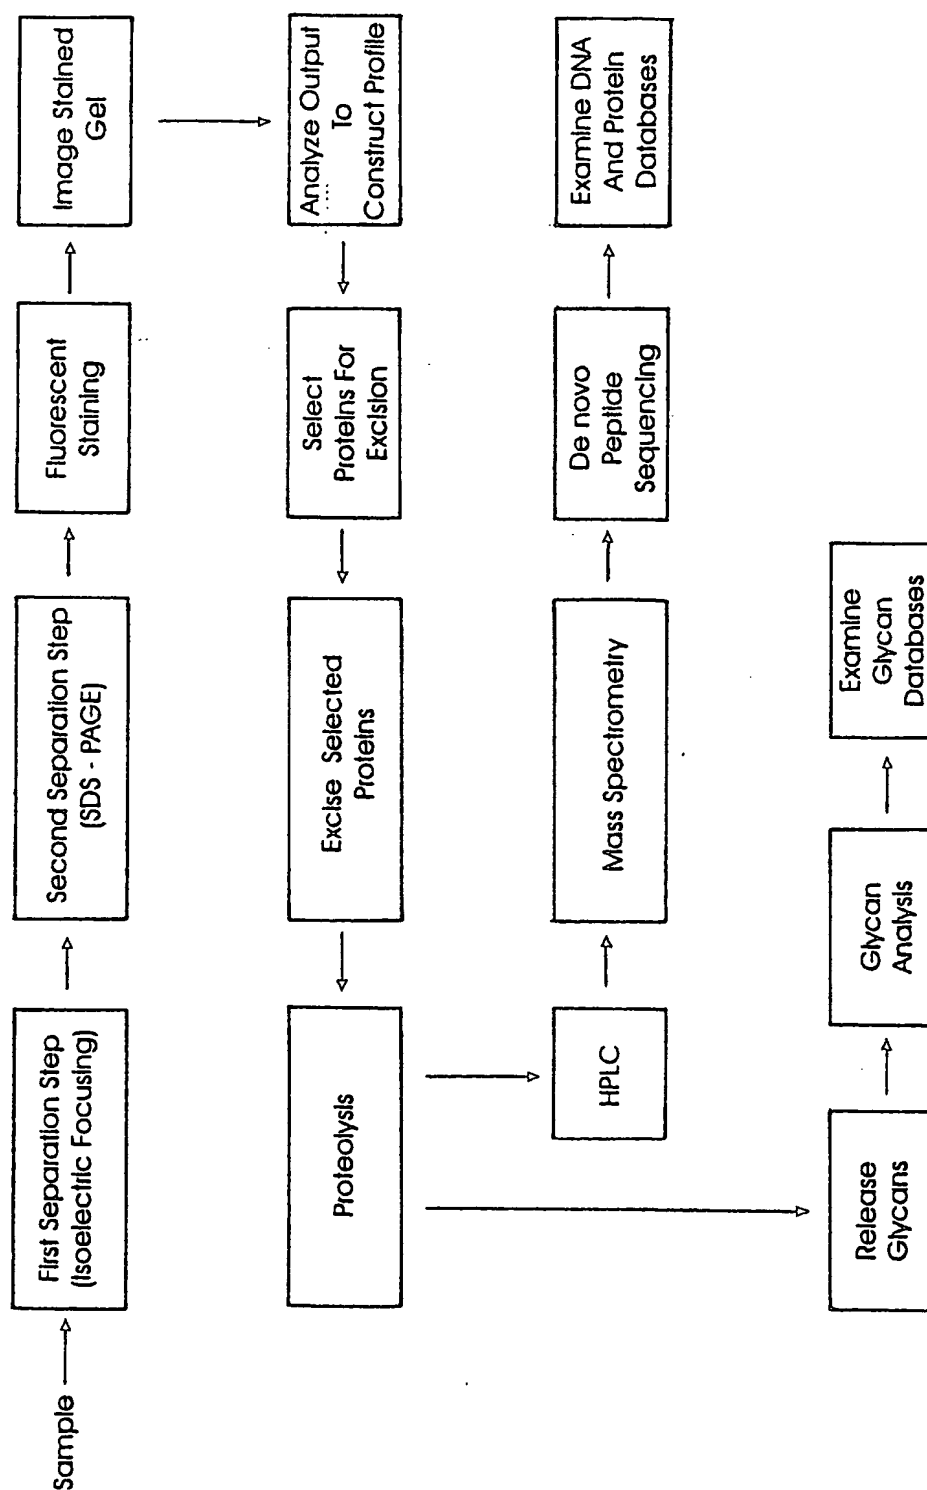 Sample
First Separation Step
(Isoelectric Focusing)
Second Separation Step
(SDS - PAGE)
Fluorescent
Staining
Image Stained
Gel
Analyze Output
To
Construct Profile
Select
Proteins For
Excision
Excise Selected
Proteins
Proteolysis
HPLC
Mass Spectrometry
De novo
Peptide
Sequencing
Examine DNA
And Protein
Databases
Release
Glycans
Glycan
Analysis
Examine
Glycan
Databases